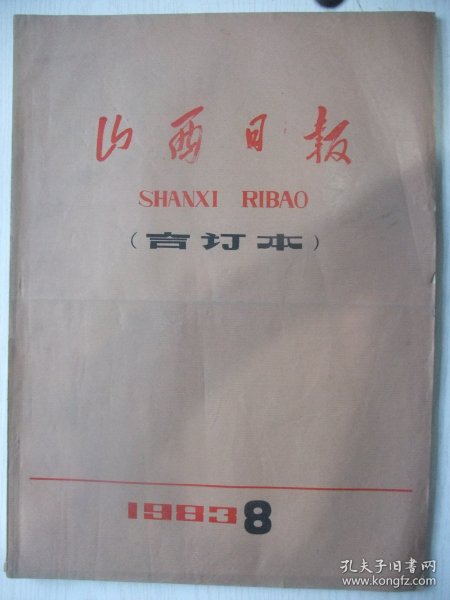 山西日报
SHANXI RIBAO
（合订本）
1983 8
孔夫子旧书网
www.kongfz.com